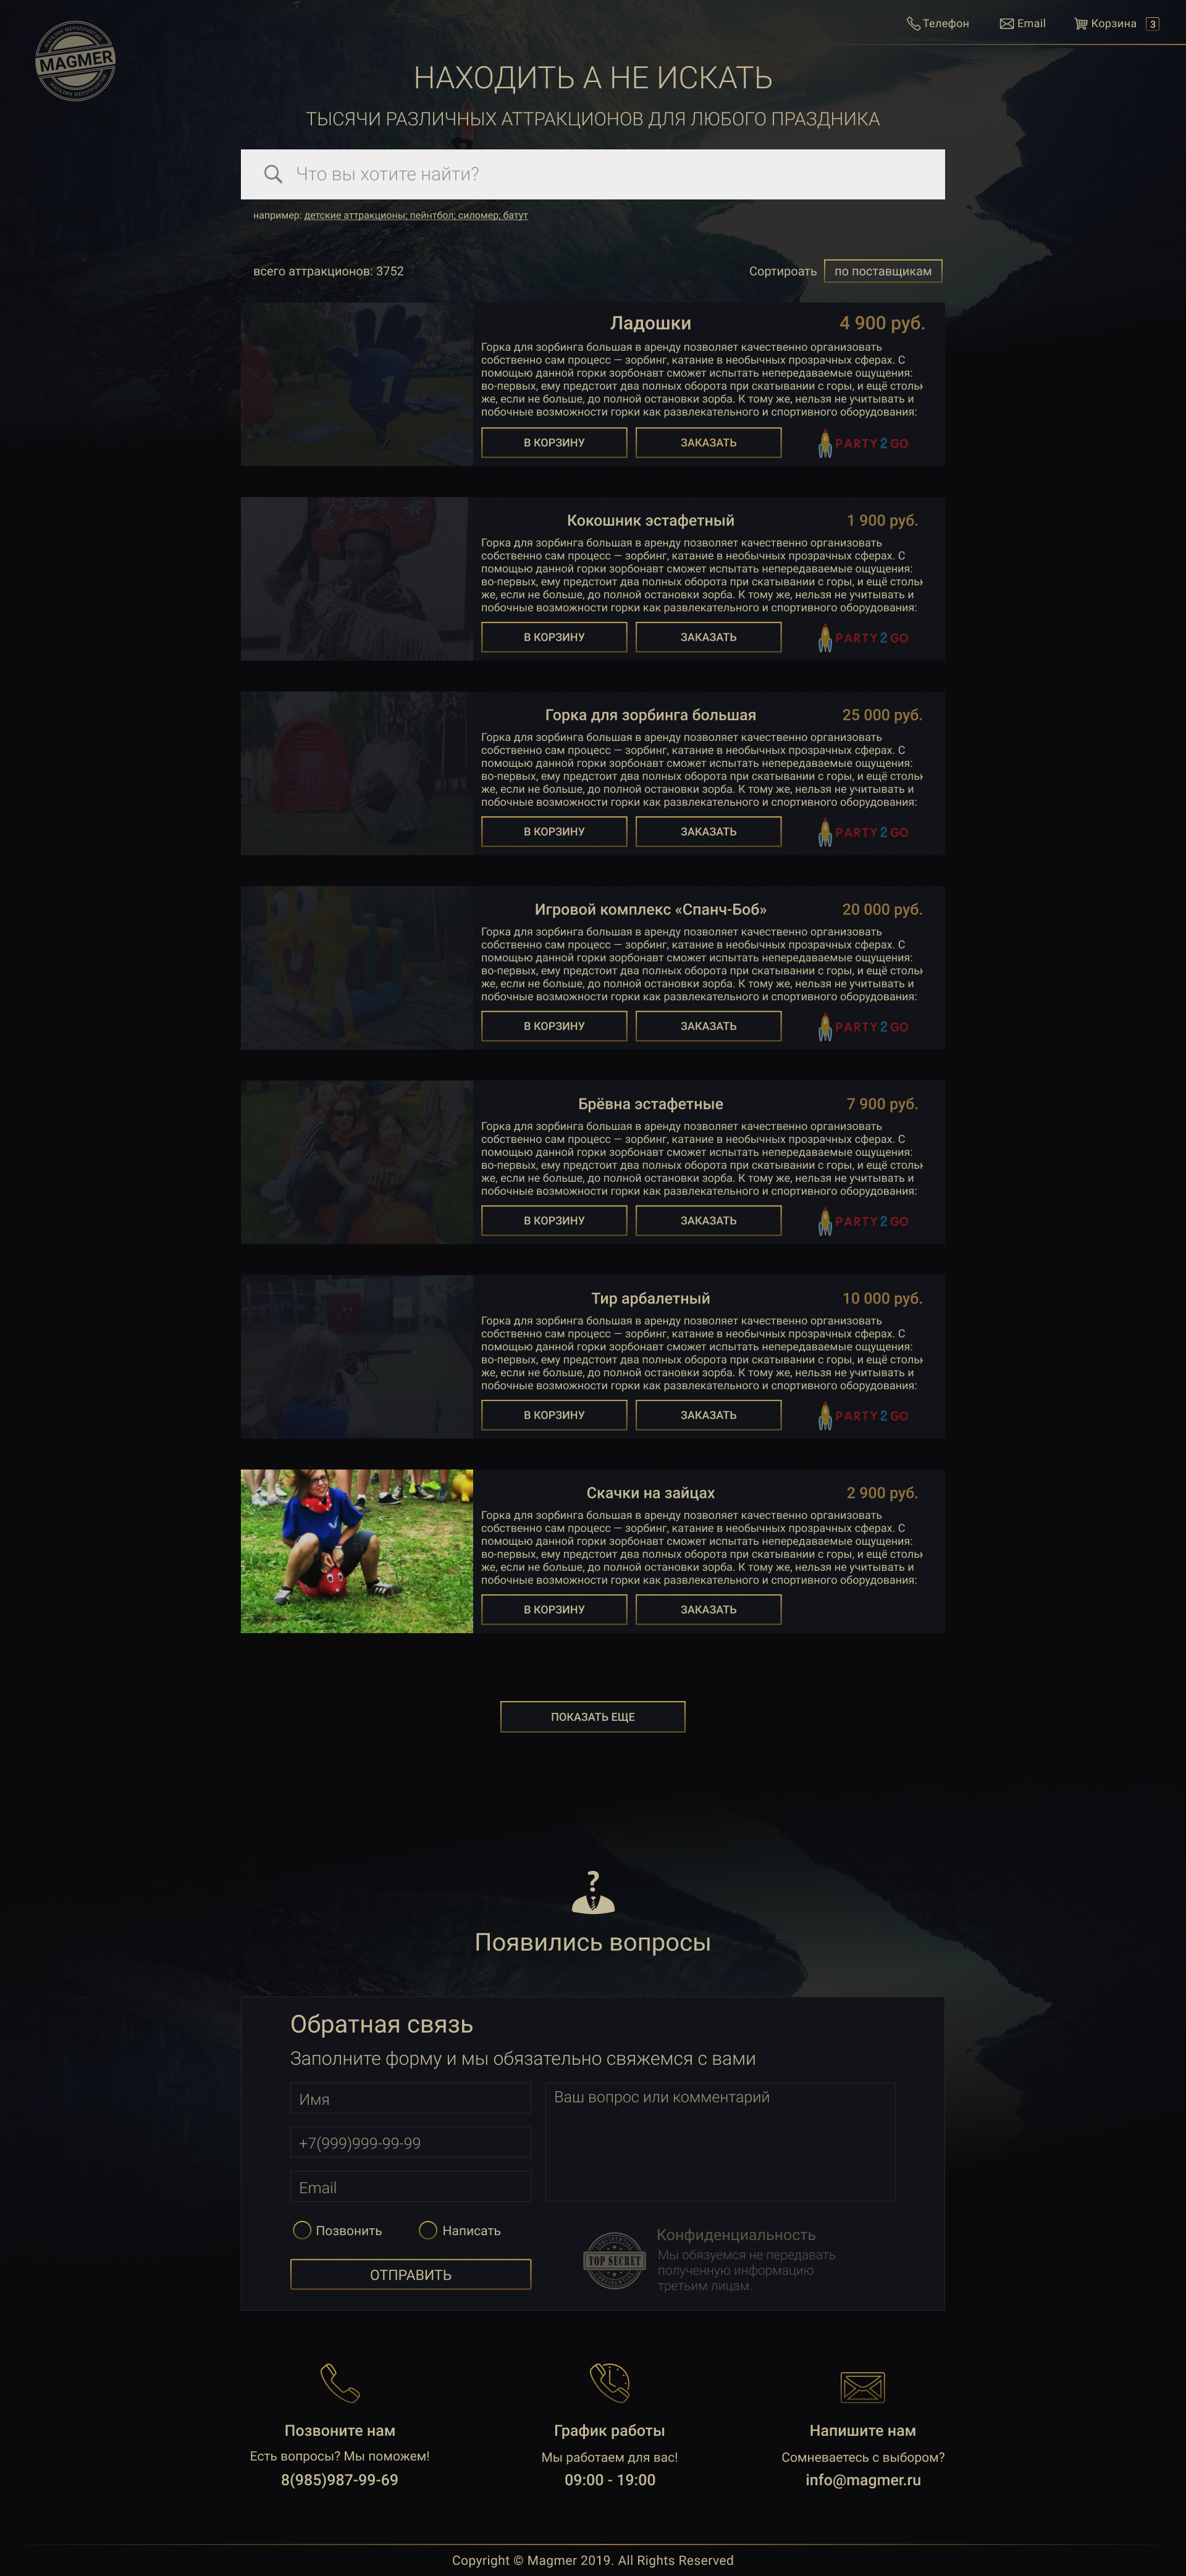 Телефон
Email
Корзина 3
МАГАЗИН МЕРОПРИЯТИЙ
MAGMER
МАГАЗИН МЕРОПРИЯТИЙ
НАХОДИТЬ А НЕ ИСКАТЬ
ТЫСЯЧИ РАЗЛИЧНЫХ АТТРАКЦИОНОВ ДЛЯ ЛЮБОГО ПРАЗДНИКА
Что вы хотите найти?
например: детские аттракционы; пейнтбол; силомер; батут
всего аттракционов: 3752
Сортироать по поставщикам
1
Ладошки 4 900 руб.
Горка для зорбинга большая в аренду позволяет качественно организовать
собственно сам процесс — зорбинг, катание в необычных прозрачных сферах. С
помощью данной горки зорбонавт сможет испытать непередаваемые ощущения:
во-первых, ему предстоит два полных оборота при скатывании с горы, и ещё столь
же, если не больше, до полной остановки зорба. К тому же, нельзя не учитывать и
побочные возможности горки как развлекательного и спортивного оборудования:
В КОРЗИНУ ЗАКАЗАТЬ PARTY2GO
Кокошник эстафетный 1 900 руб.
Горка для зорбинга большая в аренду позволяет качественно организовать
собственно сам процесс — зорбинг, катание в необычных прозрачных сферах. С
помощью данной горки зорбонавт сможет испытать непередаваемые ощущения:
во-первых, ему предстоит два полных оборота при скатывании с горы, и ещё столь
же, если не больше, до полной остановки зорба. К тому же, нельзя не учитывать и
побочные возможности горки как развлекательного и спортивного оборудования:
В КОРЗИНУ ЗАКАЗАТЬ PARTY2GO
Горка для зорбинга большая 25 000 руб.
Горка для зорбинга большая в аренду позволяет качественно организовать
собственно сам процесс — зорбинг, катание в необычных прозрачных сферах. С
помощью данной горки зорбонавт сможет испытать непередаваемые ощущения:
во-первых, ему предстоит два полных оборота при скатывании с горы, и ещё столь
же, если не больше, до полной остановки зорба. К тому же, нельзя не учитывать и
побочные возможности горки как развлекательного и спортивного оборудования:
В КОРЗИНУ ЗАКАЗАТЬ PARTY2GO
Игровой комплекс «Спанч-Боб» 20 000 руб.
Горка для зорбинга большая в аренду позволяет качественно организовать
собственно сам процесс — зорбинг, катание в необычных прозрачных сферах. С
помощью данной горки зорбонавт сможет испытать непередаваемые ощущения:
во-первых, ему предстоит два полных оборота при скатывании с горы, и ещё столь
же, если не больше, до полной остановки зорба. К тому же, нельзя не учитывать и
побочные возможности горки как развлекательного и спортивного оборудования:
В КОРЗИНУ ЗАКАЗАТЬ PARTY2GO
Брёвна эстафетные 7 900 руб.
Горка для зорбинга большая в аренду позволяет качественно организовать
собственно сам процесс — зорбинг, катание в необычных прозрачных сферах. С
помощью данной горки зорбонавт сможет испытать непередаваемые ощущения:
во-первых, ему предстоит два полных оборота при скатывании с горы, и ещё столь
же, если не больше, до полной остановки зорба. К тому же, нельзя не учитывать и
побочные возможности горки как развлекательного и спортивного оборудования:
В КОРЗИНУ ЗАКАЗАТЬ PARTY2GO
Тир арбалетный 10 000 руб.
Горка для зорбинга большая в аренду позволяет качественно организовать
собственно сам процесс — зорбинг, катание в необычных прозрачных сферах. С
помощью данной горки зорбонавт сможет испытать непередаваемые ощущения:
во-первых, ему предстоит два полных оборота при скатывании с горы, и ещё столь
же, если не больше, до полной остановки зорба. К тому же, нельзя не учитывать и
побочные возможности горки как развлекательного и спортивного оборудования:
В КОРЗИНУ ЗАКАЗАТЬ PARTY2GO
Скачки на зайцах 2 900 руб.
Горка для зорбинга большая в аренду позволяет качественно организовать
собственно сам процесс — зорбинг, катание в необычных прозрачных сферах. С
помощью данной горки зорбонавт сможет испытать непередаваемые ощущения:
во-первых, ему предстоит два полных оборота при скатывании с горы, и ещё столь
же, если не больше, до полной остановки зорба. К тому же, нельзя не учитывать и
побочные возможности горки как развлекательного и спортивного оборудования:
В КОРЗИНУ ЗАКАЗАТЬ
ПОКАЗАТЬ ЕЩЕ
Появились вопросы
Обратная связь
Заполните форму и мы обязательно свяжемся с вами
Имя
+7(999)999-99-99
Email
Ваш вопрос или комментарий
Позвонить Написать
ОТПРАВИТЬ
CONFIDENTIAL
TOP SECRET
CONFIDENTIAL
Конфиденциальность
Мы обязуемся не передавать
полученную информацию
третьим лицам.
Позвоните нам
Есть вопросы? Мы поможем!
8(985)987-99-69
График работы
Мы работаем для вас!
09:00 - 19:00
Напишите нам
Сомневаетесь с выбором?
info@magmer.ru
Copyright © Magmer 2019. All Rights Reserved